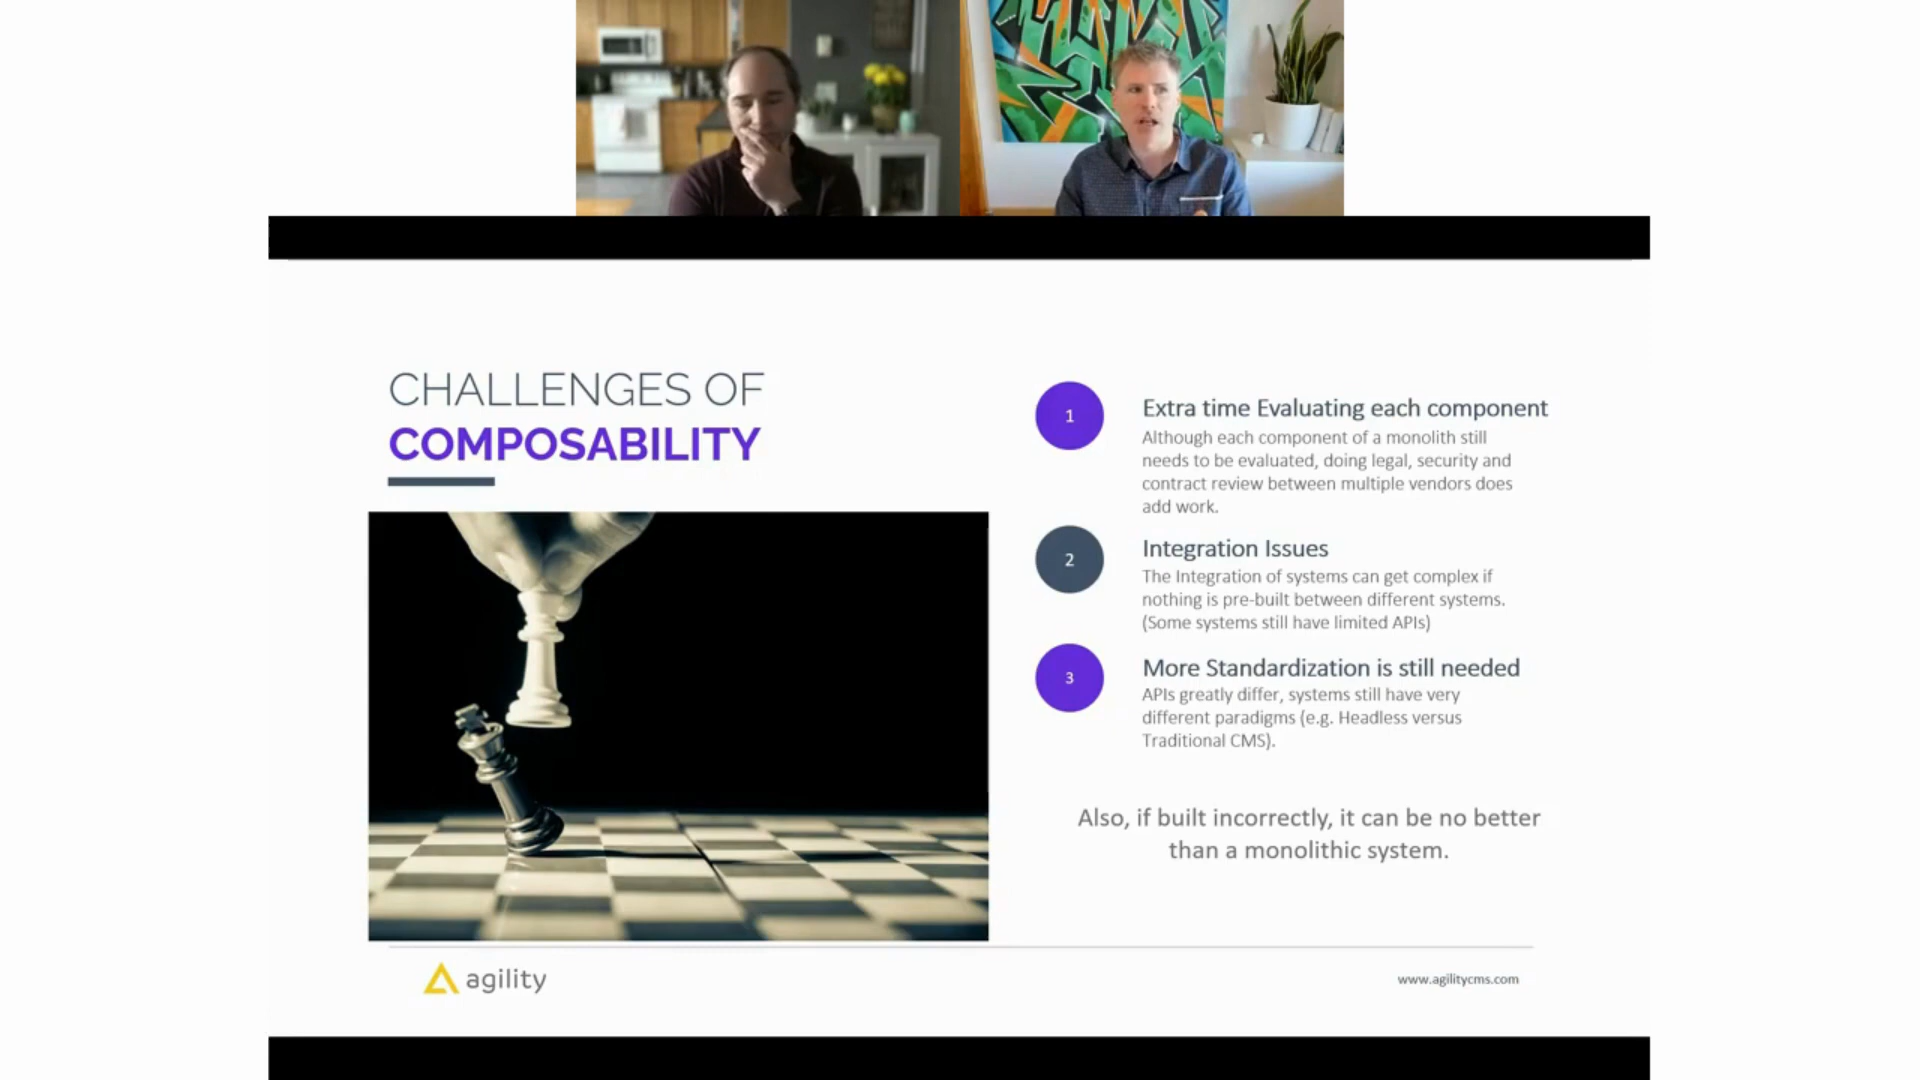 CHALLENGES OF
COMPOSABILITY
1
Extra time Evaluating each component
Although each component of a monolith still
needs to be evaluated, doing legal, security and
contract review between multiple vendors does
add work.
2
Integration Issues
The Integration of systems can get complex if
nothing is pre-built between different systems.
(Some systems still have limited APIs)
3
More Standardization is still needed
APIs greatly differ, systems still have very
different paradigms (e.g. Headless versus
Traditional CMS).
Also, if built incorrectly, it can be no better
than a monolithic system.
agility
www.agilitycms.com